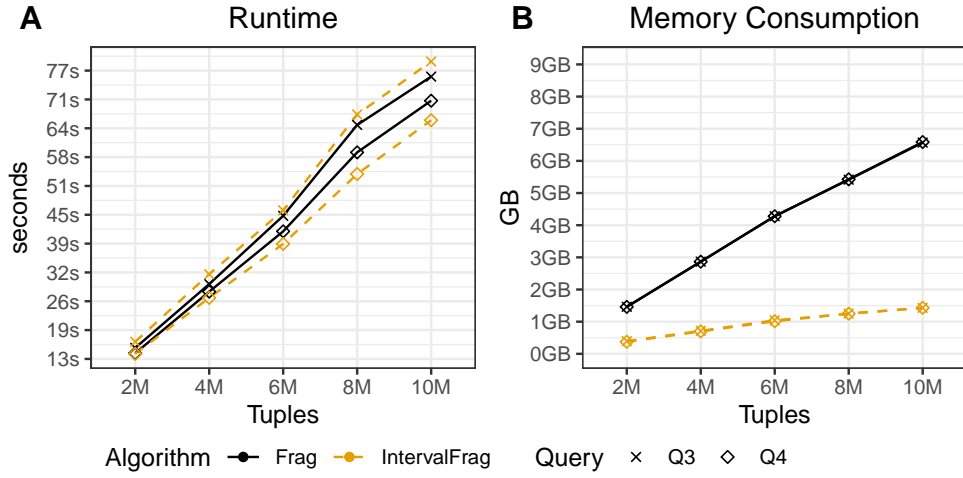 A
Runtime
seconds
77s
71s
64s
58s
51s
45s
39s
32s
26s
19s
13s
2M 4M 6M 8M 10M
Tuples
B
Memory Consumption
GB
9GB
8GB
7GB
6GB
5GB
4GB
3GB
2GB
1GB
0GB
2M 4M 6M 8M 10M
Tuples
Algorithm Frag IntervalFrag Query Q3 Q4